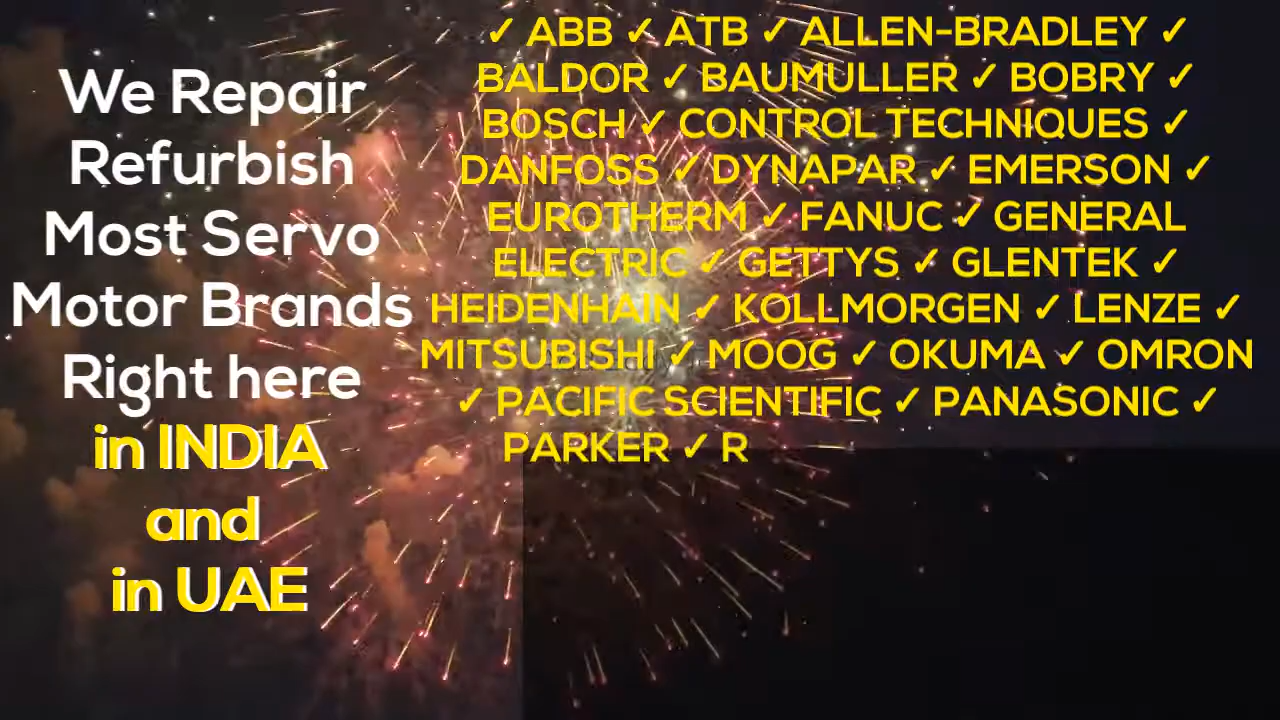 We Repair
Refurbish
Most Servo
Motor Brands
Right here
in INDIA
and
in UAE
✓ ABB ✓ ATB ✓ ALLEN-BRADLEY ✓
BALDOR ✓ BAUMULLER ✓ BOBRY ✓
BOSCH ✓ CONTROL TECHNIQUES ✓
DANFOSS ✓ DYNAPAR ✓ EMERSON ✓
EUROTHERM ✓ FANUC ✓ GENERAL
ELECTRIC ✓ GETTYS ✓ GLENTEK ✓
HEIDENHAIN ✓ KOLLMORGEN ✓ LENZE ✓
MITSUBISHI ✓ MOOG ✓ OKUMA ✓ OMRON
✓ PACIFIC SCIENTIFIC ✓ PANASONIC ✓
PARKER ✓ R